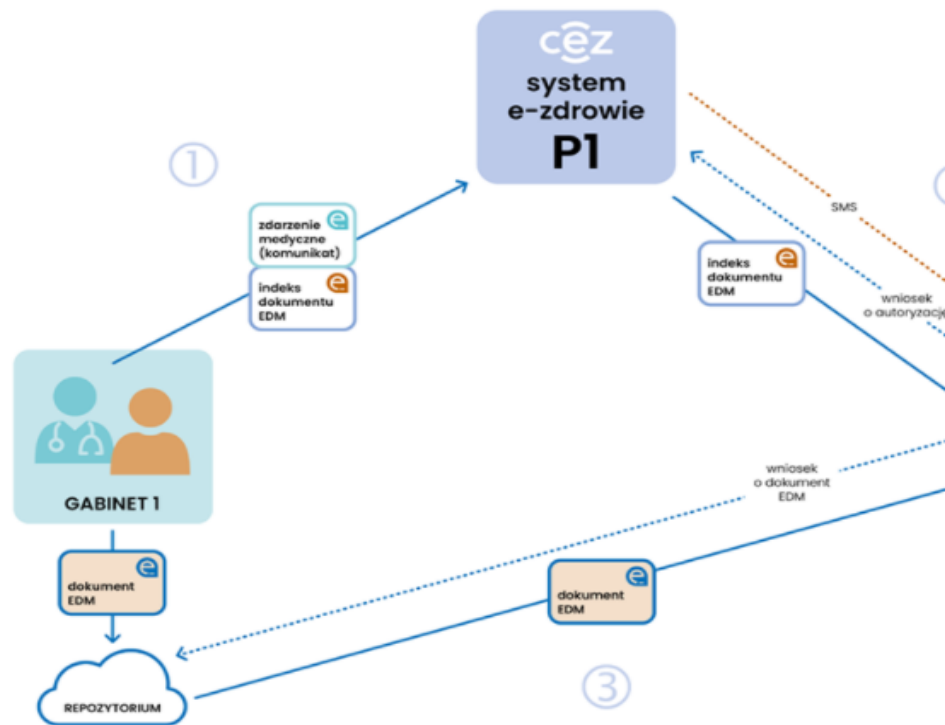 cez
system
e-zdrowie
P1
1
zdarzenie
medyczne
(komunikat)
indeks
dokumentu
EDM
SMS
indeks
dokumentu
EDM
wniosek
o autoryzację
GABINET 1
wniosek
o dokument
EDM
dokument
EDM
dokument
EDM
REPOZYTORIUM
3